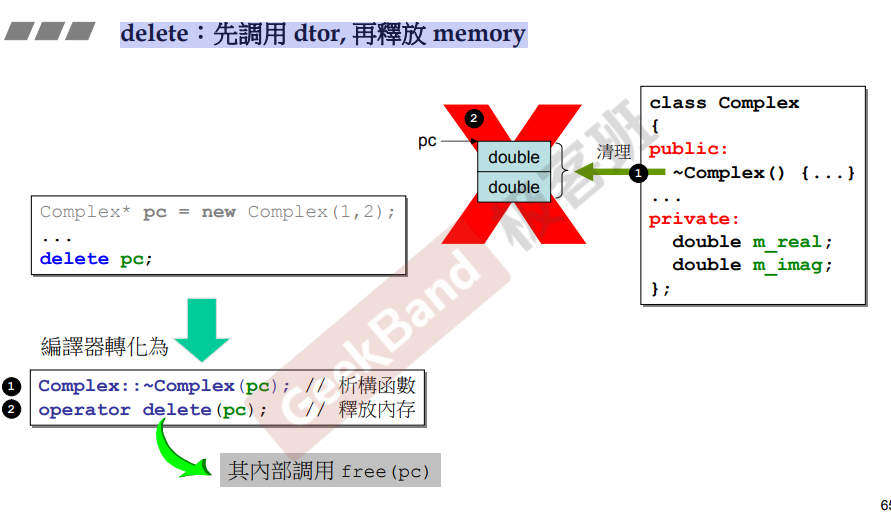 delete：先調用 dtor, 再釋放 memory
Complex* pc = new Complex(1,2);
...
delete pc;
編譯器轉化為
1 Complex::~Complex(pc); // 析構函數
2 operator delete(pc); // 釋放內存
其內部調用 free(pc)
2
pc
double
double
清理
1
class Complex
{
public:
~Complex() {...}
...
private:
double m_real;
double m_imag;
};
GeekBand 极客班
65